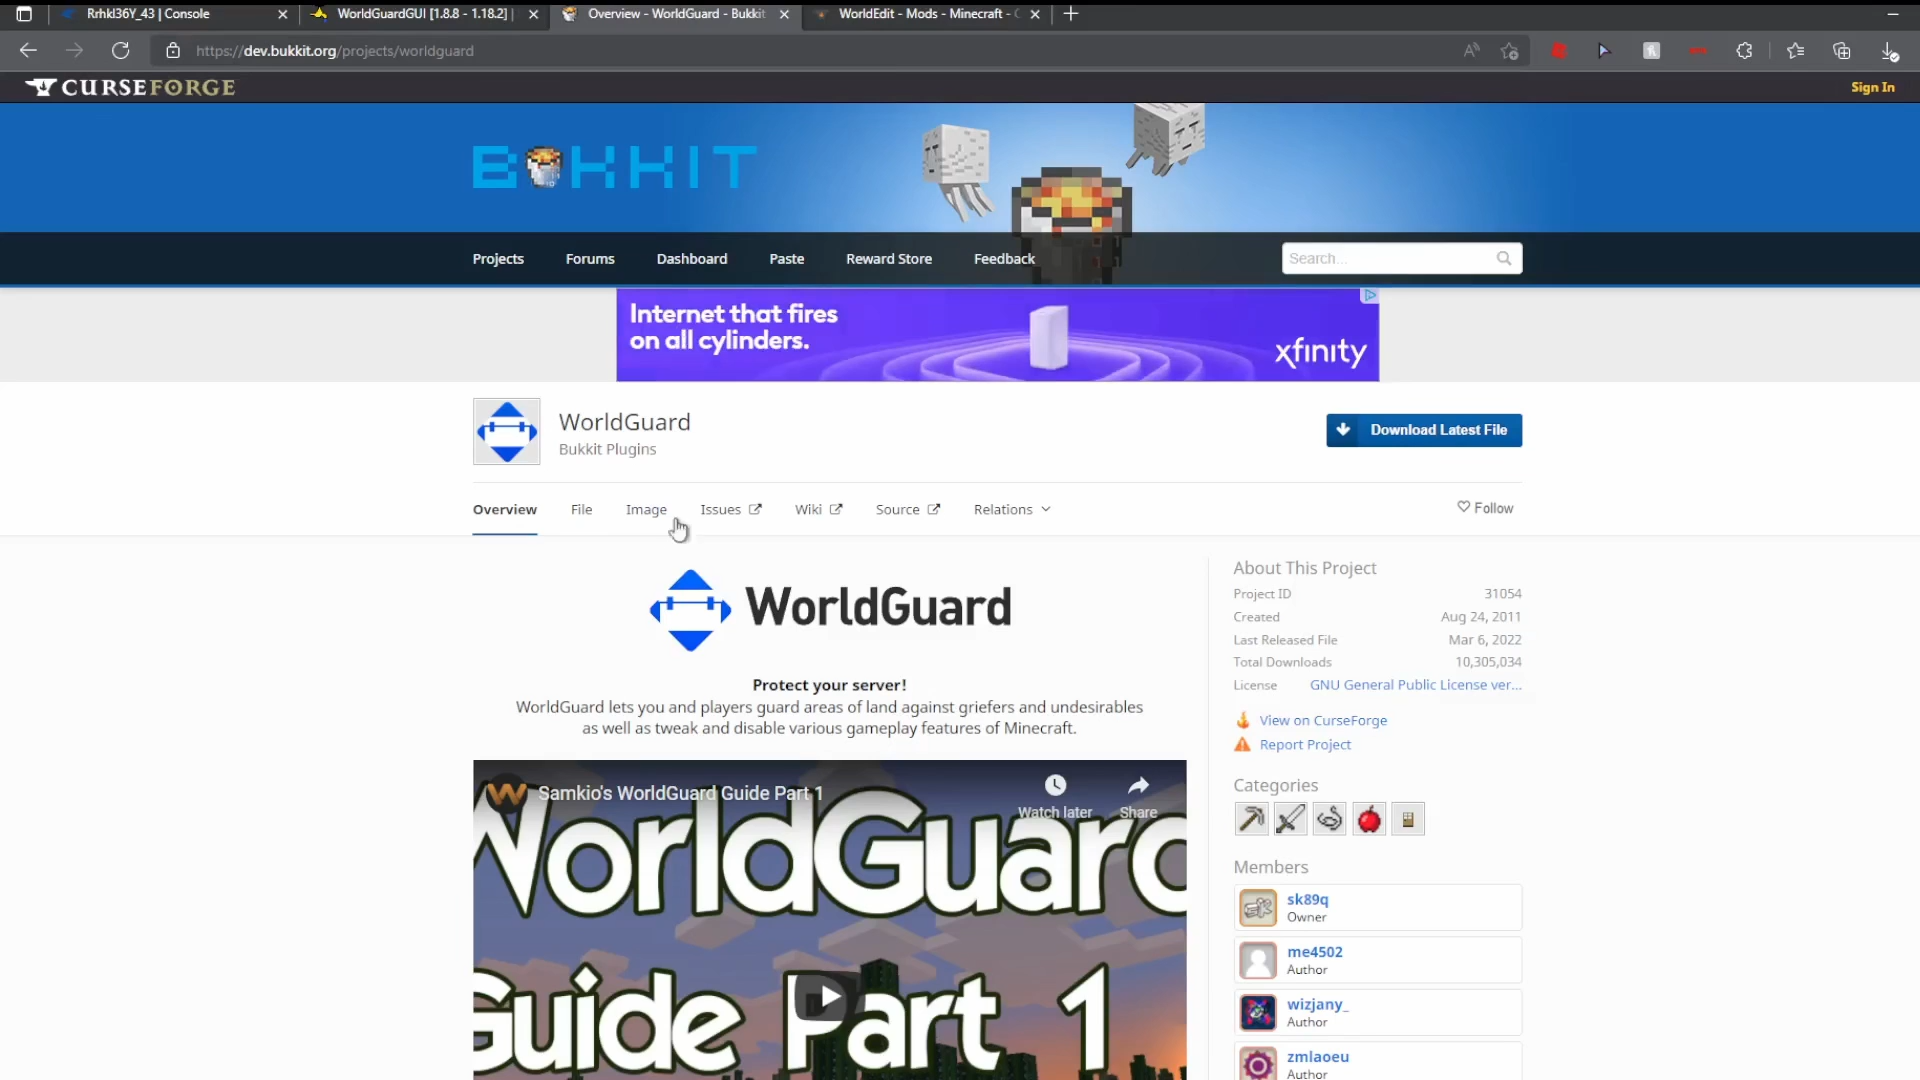 Rrhkl36Y_43 | Console
WorldGuardGUI [1.8.8 - 1.18.2] |
Overview - WorldGuard - Bukkit
WorldEdit - Mods - Minecraft -
https://dev.bukkit.org/projects/worldguard
CURSEFORGE
Sign In
BUKKIT
Projects
Forums
Dashboard
Paste
Reward Store
Feedback
Search...
Internet that fires
on all cylinders.
xfinity
WorldGuard
Bukkit Plugins
Download Latest File
Overview
File
Image
Issues
Wiki
Source
Relations
Follow
WorldGuard
Protect your server!
WorldGuard lets you and players guard areas of land against griefers and undesirables
as well as tweak and disable various gameplay features of Minecraft.
Samkio's WorldGuard Guide Part 1
Watch later
Share
WorldGuard
Guide Part 1
About This Project
Project ID 31054
Created Aug 24, 2011
Last Released File Mar 6, 2022
Total Downloads 10,305,034
License GNU General Public License ver...
View on CurseForge
Report Project
Categories
Members
sk89q
Owner
me4502
Author
wizjany_
Author
zmlaoeu
Author